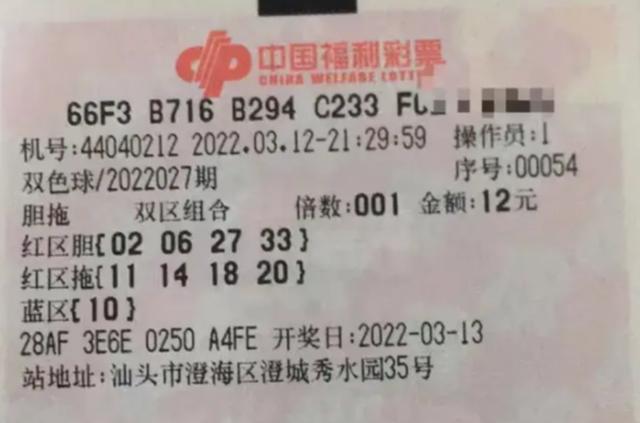 中国福利彩票
CHINA WELFARE LOTT
66F3 B716 B294 C233
机号:44040212 2022.03.12-21:29:59 操作员:1
双色球/2022027期 序号:00054
胆拖 双区组合 倍数:001 金额:12元
红区胆{02 06 27 33}
红区拖{11 14 18 20}
蓝区{10}
28AF 3E6E 0250 A4FE 开奖日:2022-03-13
站地址:汕头市澄海区澄城秀水园35号